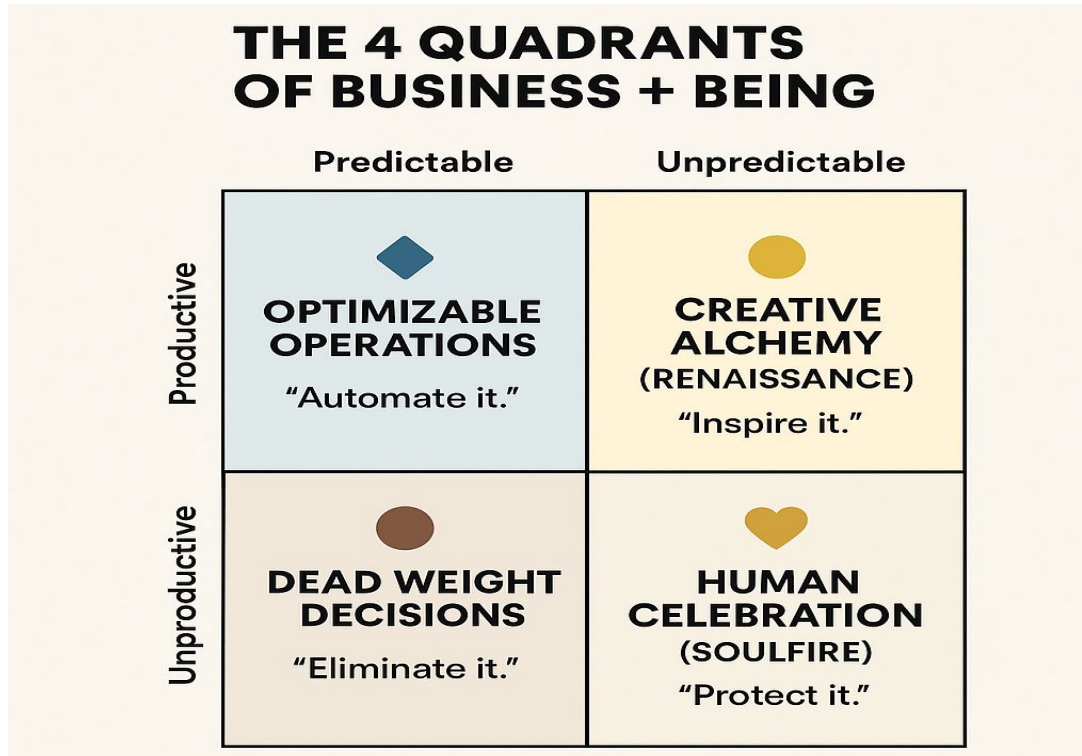 THE 4 QUADRANTS
OF BUSINESS + BEING
Predictable
Unpredictable
Productive
OPTIMIZABLE
OPERATIONS
“Automate it.”
CREATIVE
ALCHEMY
(RENAISSANCE)
“Inspire it.”
Unproductive
DEAD WEIGHT
DECISIONS
“Eliminate it.”
HUMAN
CELEBRATION
(SOULFIRE)
“Protect it.”